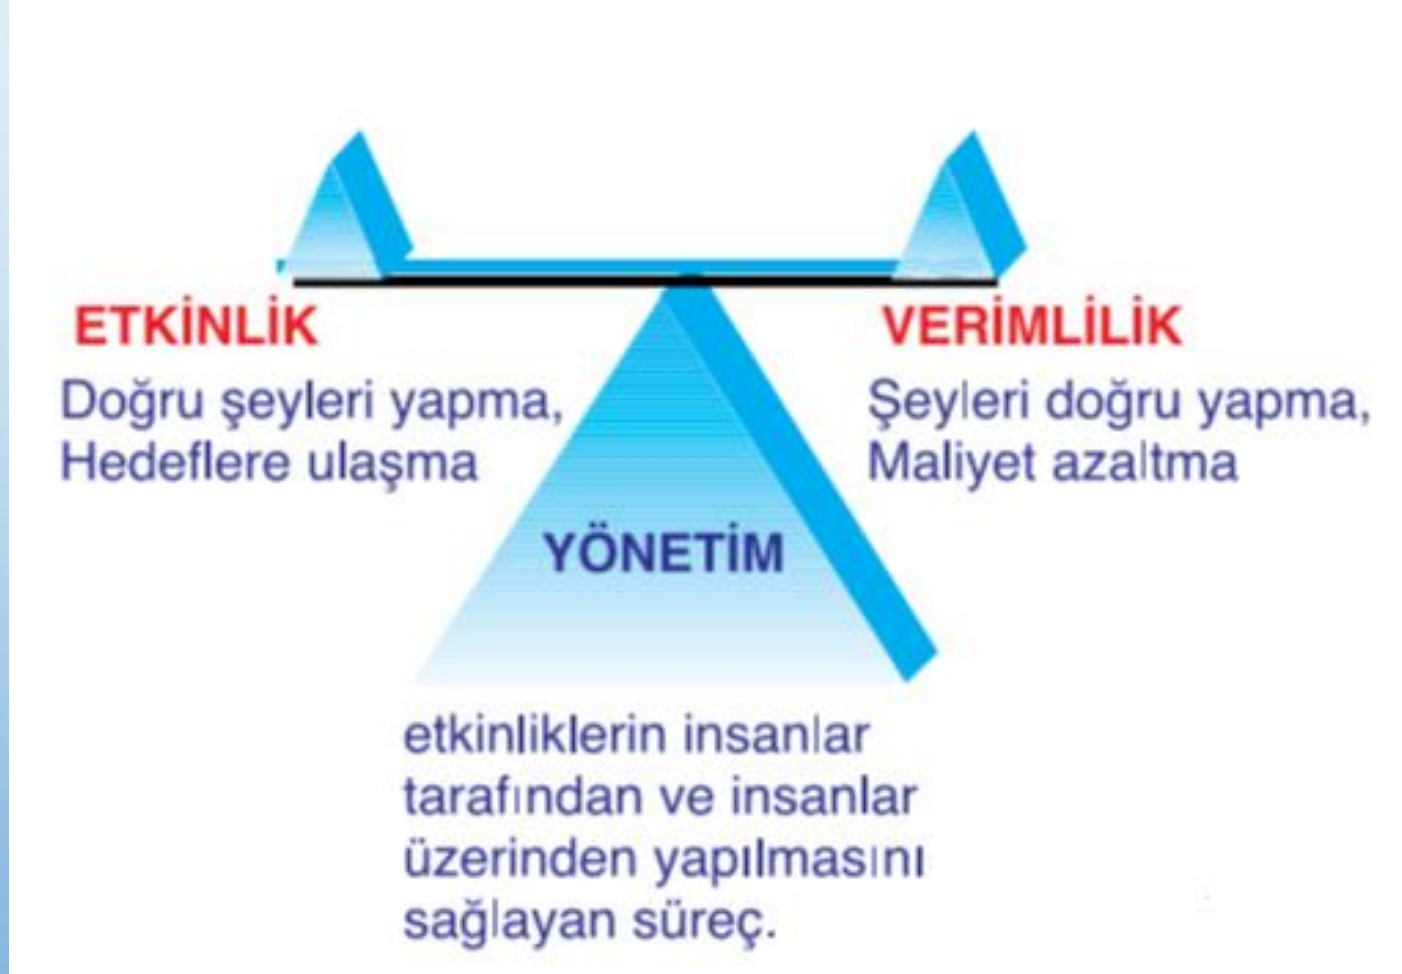 ETKİNLİK
Doğru şeyleri yapma,
Hedeflere ulaşma
VERİMLİLİK
Şeyleri doğru yapma,
Maliyet azaltma
YÖNETİM
etkinliklerin insanlar
tarafından ve insanlar
üzerinden yapılmasını
sağlayan süreç.